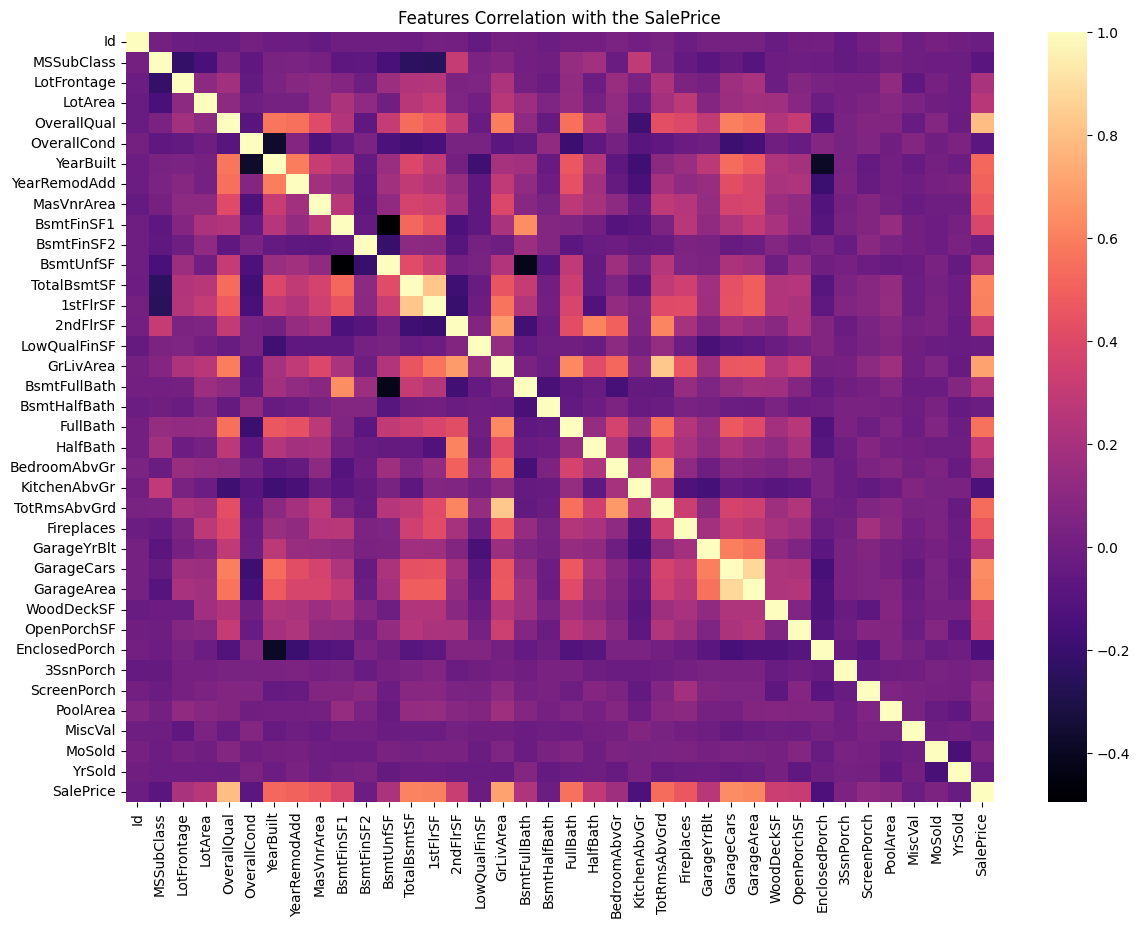 Features Correlation with the SalePrice
Id
MSSubClass
LotFrontage
LotArea
OverallQual
OverallCond
YearBuilt
YearRemodAdd
MasVnrArea
BsmtFinSF1
BsmtFinSF2
BsmtUnfSF
TotalBsmtSF
1stFlrSF
2ndFlrSF
LowQualFinSF
GrLivArea
BsmtFullBath
BsmtHalfBath
FullBath
HalfBath
BedroomAbvGr
KitchenAbvGr
TotRmsAbvGrd
Fireplaces
GarageYrBlt
GarageCars
GarageArea
WoodDeckSF
OpenPorchSF
EnclosedPorch
3SsnPorch
ScreenPorch
PoolArea
MiscVal
MoSold
YrSold
SalePrice
Id
MSSubClass
LotFrontage
LotArea
OverallQual
OverallCond
YearBuilt
YearRemodAdd
MasVnrArea
BsmtFinSF1
BsmtFinSF2
BsmtUnfSF
TotalBsmtSF
1stFlrSF
2ndFlrSF
LowQualFinSF
GrLivArea
BsmtFullBath
BsmtHalfBath
FullBath
HalfBath
BedroomAbvGr
KitchenAbvGr
TotRmsAbvGrd
Fireplaces
GarageYrBlt
GarageCars
GarageArea
WoodDeckSF
OpenPorchSF
EnclosedPorch
3SsnPorch
ScreenPorch
PoolArea
MiscVal
MoSold
YrSold
SalePrice
1.0
0.8
0.6
0.4
0.2
0.0
−0.2
−0.4